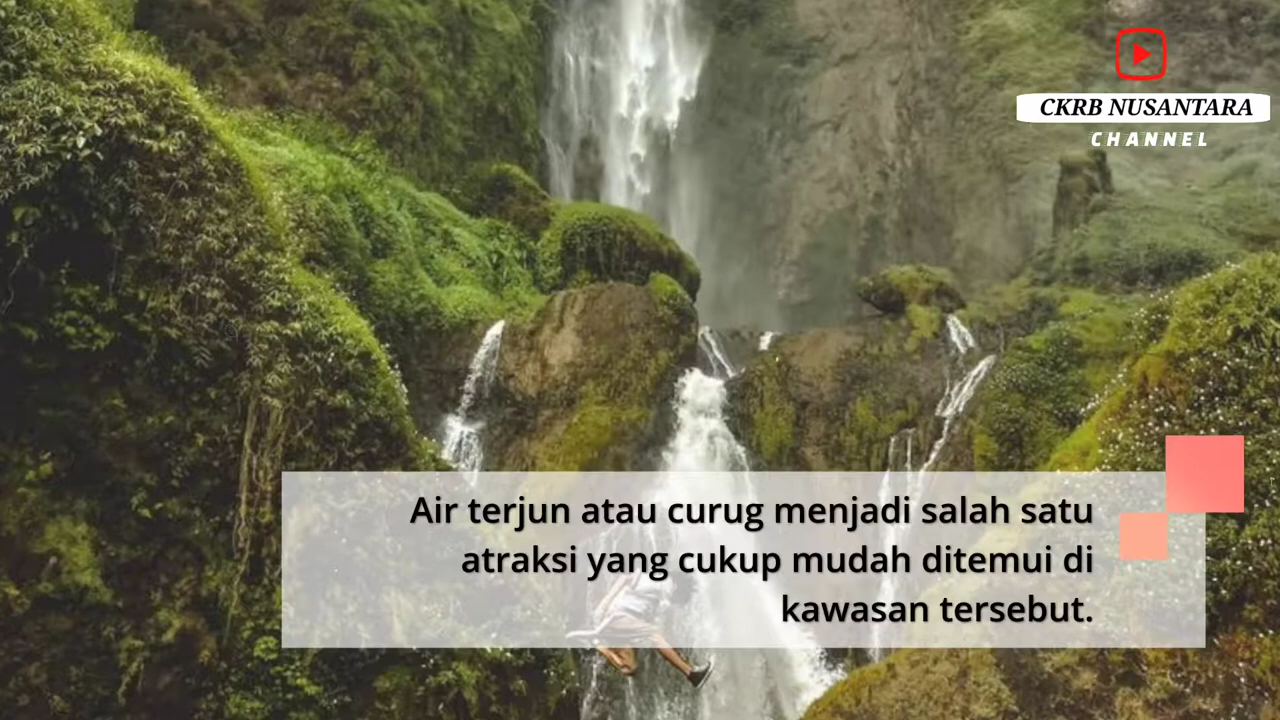 CKRB NUSANTARA
CHANNEL
Air terjun atau curug menjadi salah satu
atraksi yang cukup mudah ditemui di
kawasan tersebut.